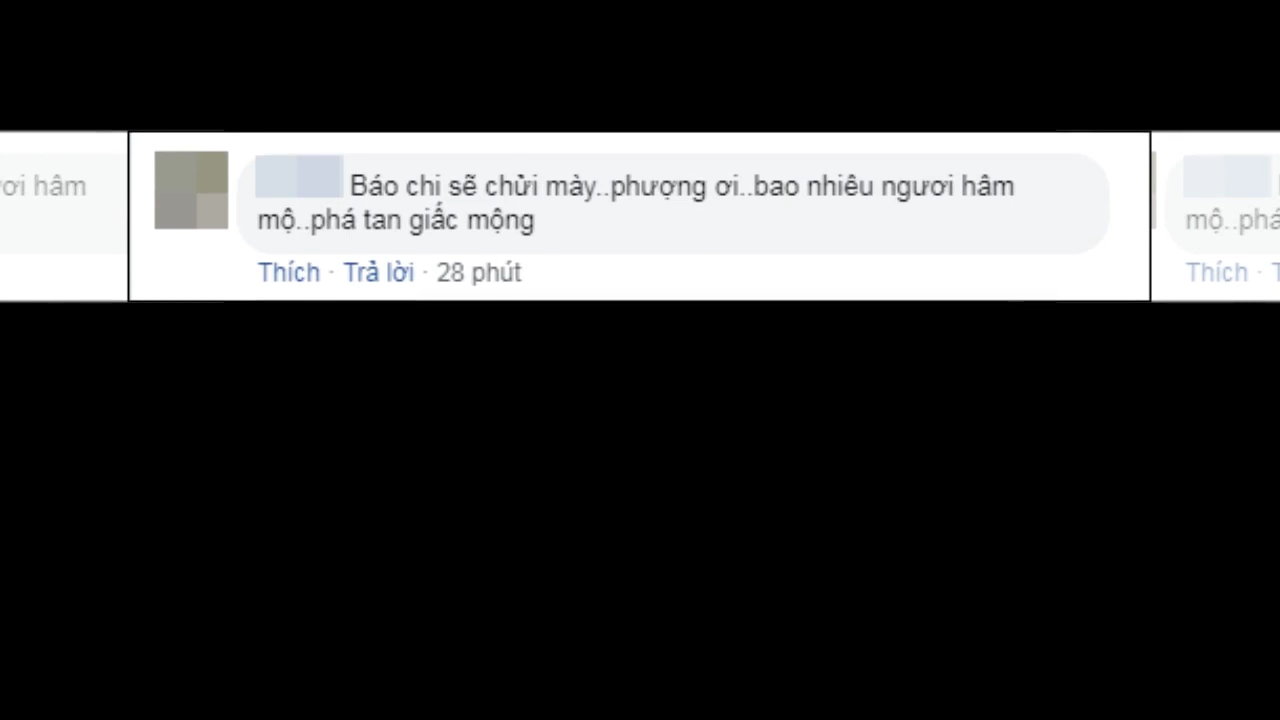 ươi hâm
Báo chi sẽ chửi mày..phượng ơi..bao nhiêu ngươi hâm
mộ..phá tan giấc mộng
Thích · Trả lời · 28 phút
mộ..phá
Thích ·